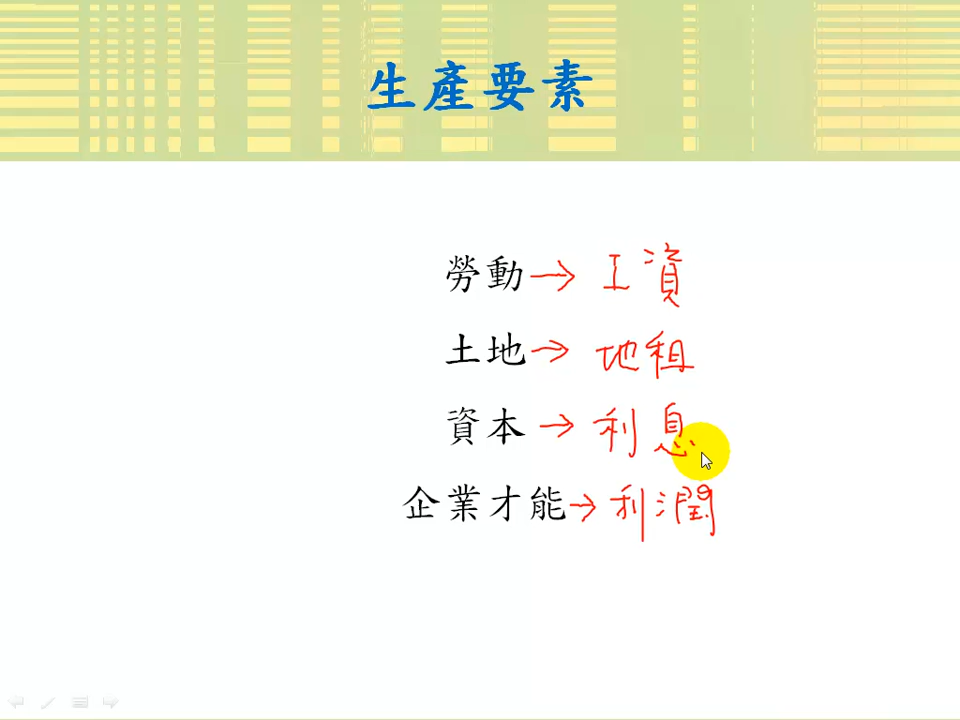 生產要素
勞動→工資
土地→地租
資本→利息
企業才能→利潤